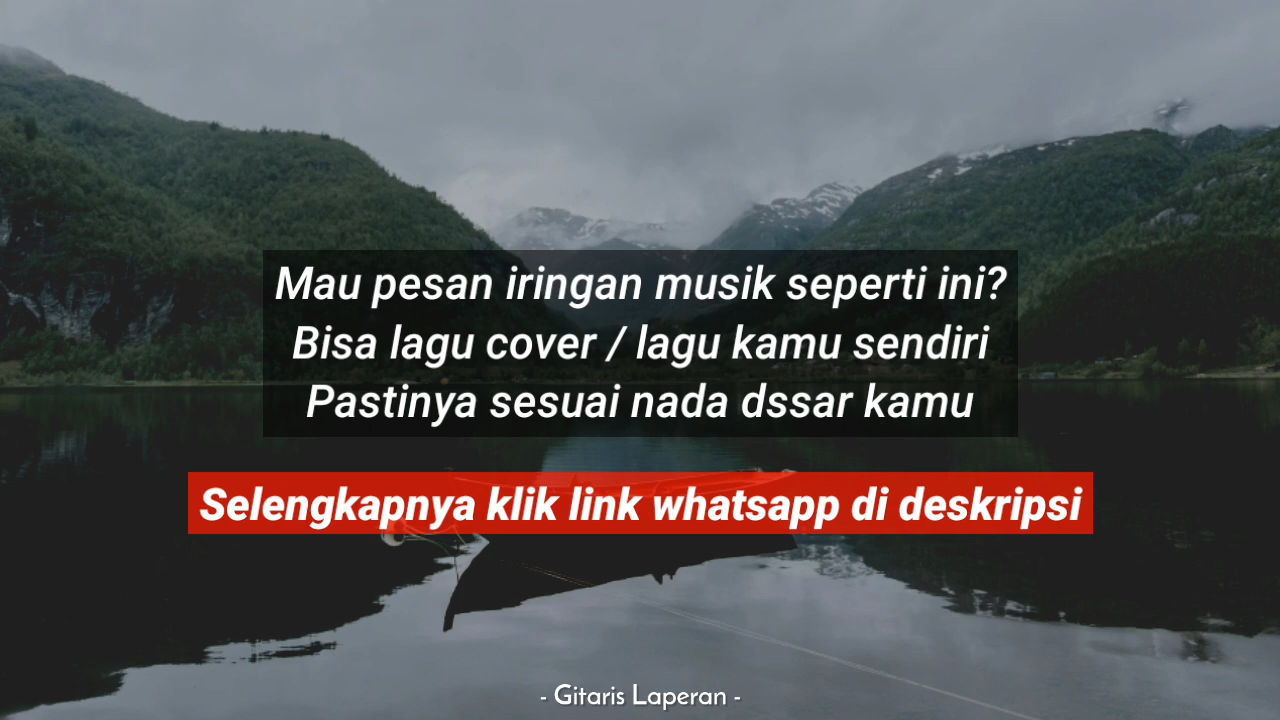 Mau pesan iringan musik seperti ini?
Bisa lagu cover / lagu kamu sendiri
Pastinya sesuai nada dssar kamu
Selengkapnya klik link whatsapp di deskripsi
- Gitaris Laperan -